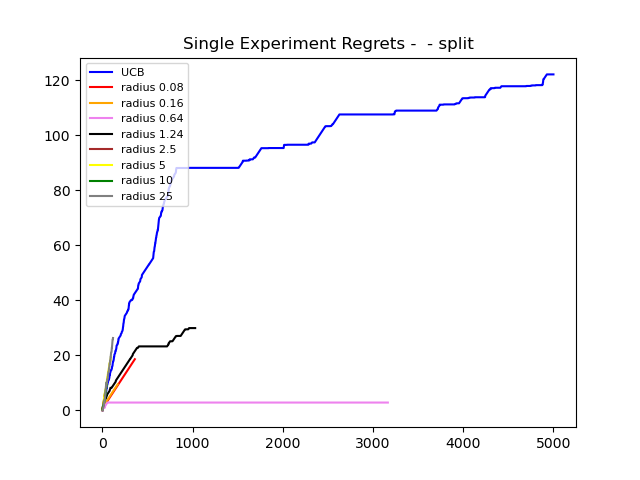 Single Experiment Regrets -  - split
UCB
radius 0.08
radius 0.16
radius 0.64
radius 1.24
radius 2.5
radius 5
radius 10
radius 25
120
100
80
60
40
20
0
0 1000 2000 3000 4000 5000